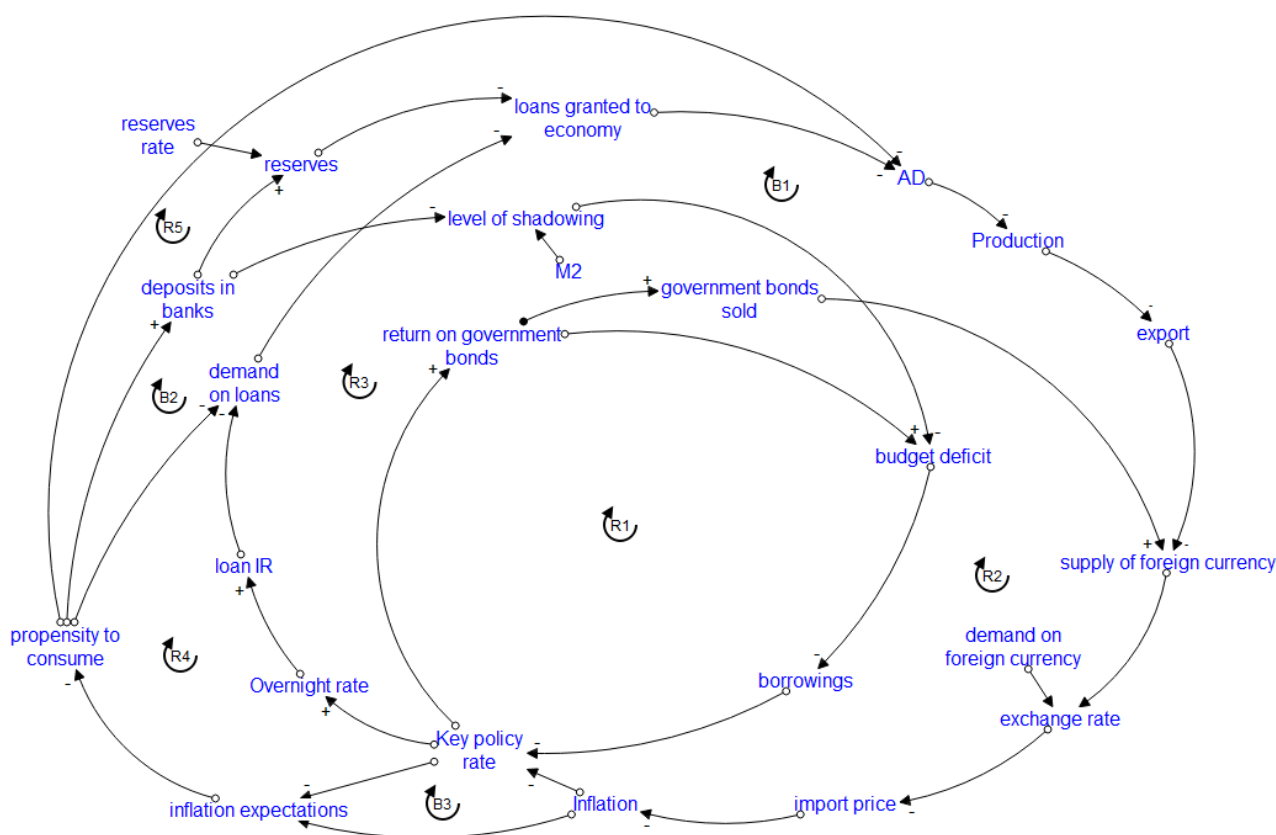 loans granted to
economy
-
-
reserves
rate
reserves
+
-
-
AD
B1
R5
-
level of shadowing
-
Production
M2
deposits in
banks
+
+
government bonds
sold
-
export
return on government
bonds
+
demand
on loans
R3
B2
-
-
+
-
budget deficit
R1
+
-
supply of foreign currency
loan IR
+
R2
propensity to
consume
-
R4
demand on
foreign currency
Overnight rate
+
-
borrowings
exchange rate
Key policy
rate
-
-
-
inflation expectations
B3
Inflation
-
import price
-